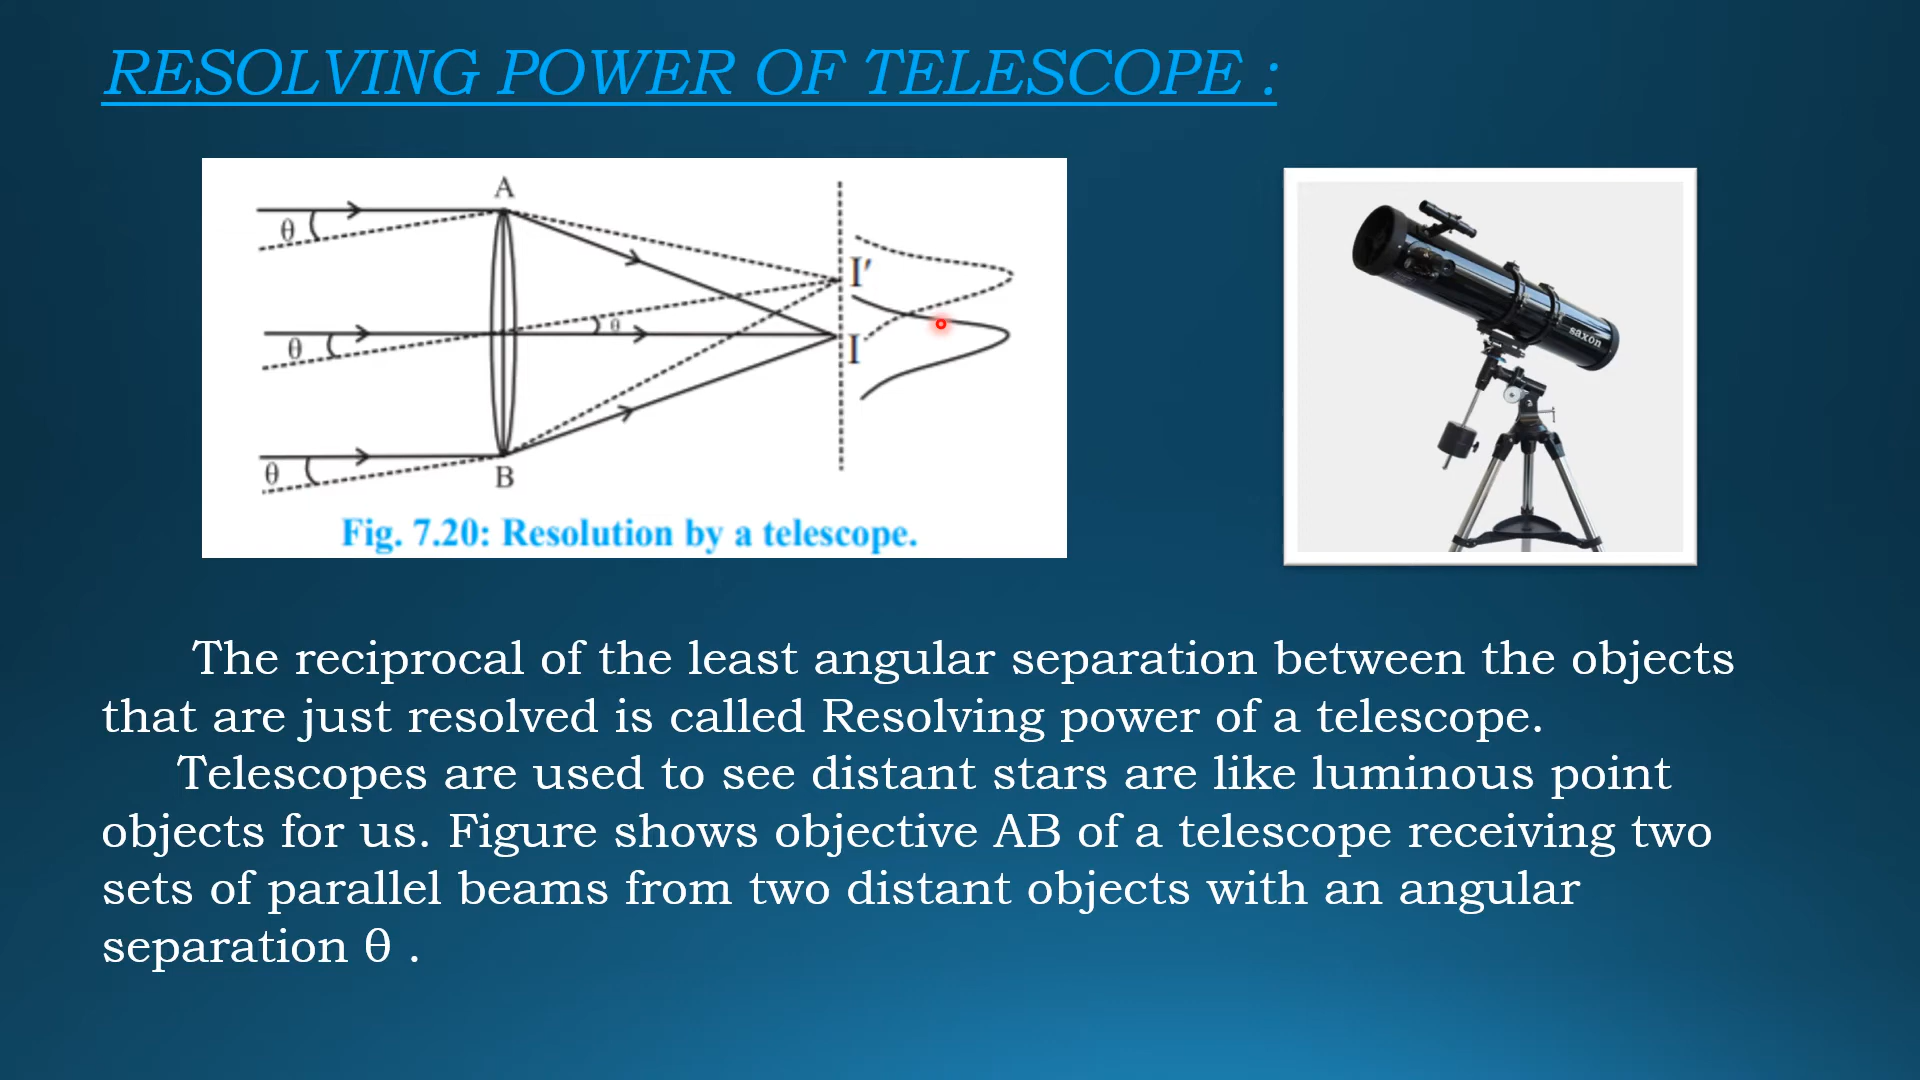 RESOLVING POWER OF TELESCOPE :
A
θ
I′
θ
θ
I
θ
B
Fig. 7.20: Resolution by a telescope.
saxon
The reciprocal of the least angular separation between the objects
that are just resolved is called Resolving power of a telescope.
Telescopes are used to see distant stars are like luminous point
objects for us. Figure shows objective AB of a telescope receiving two
sets of parallel beams from two distant objects with an angular
separation θ .